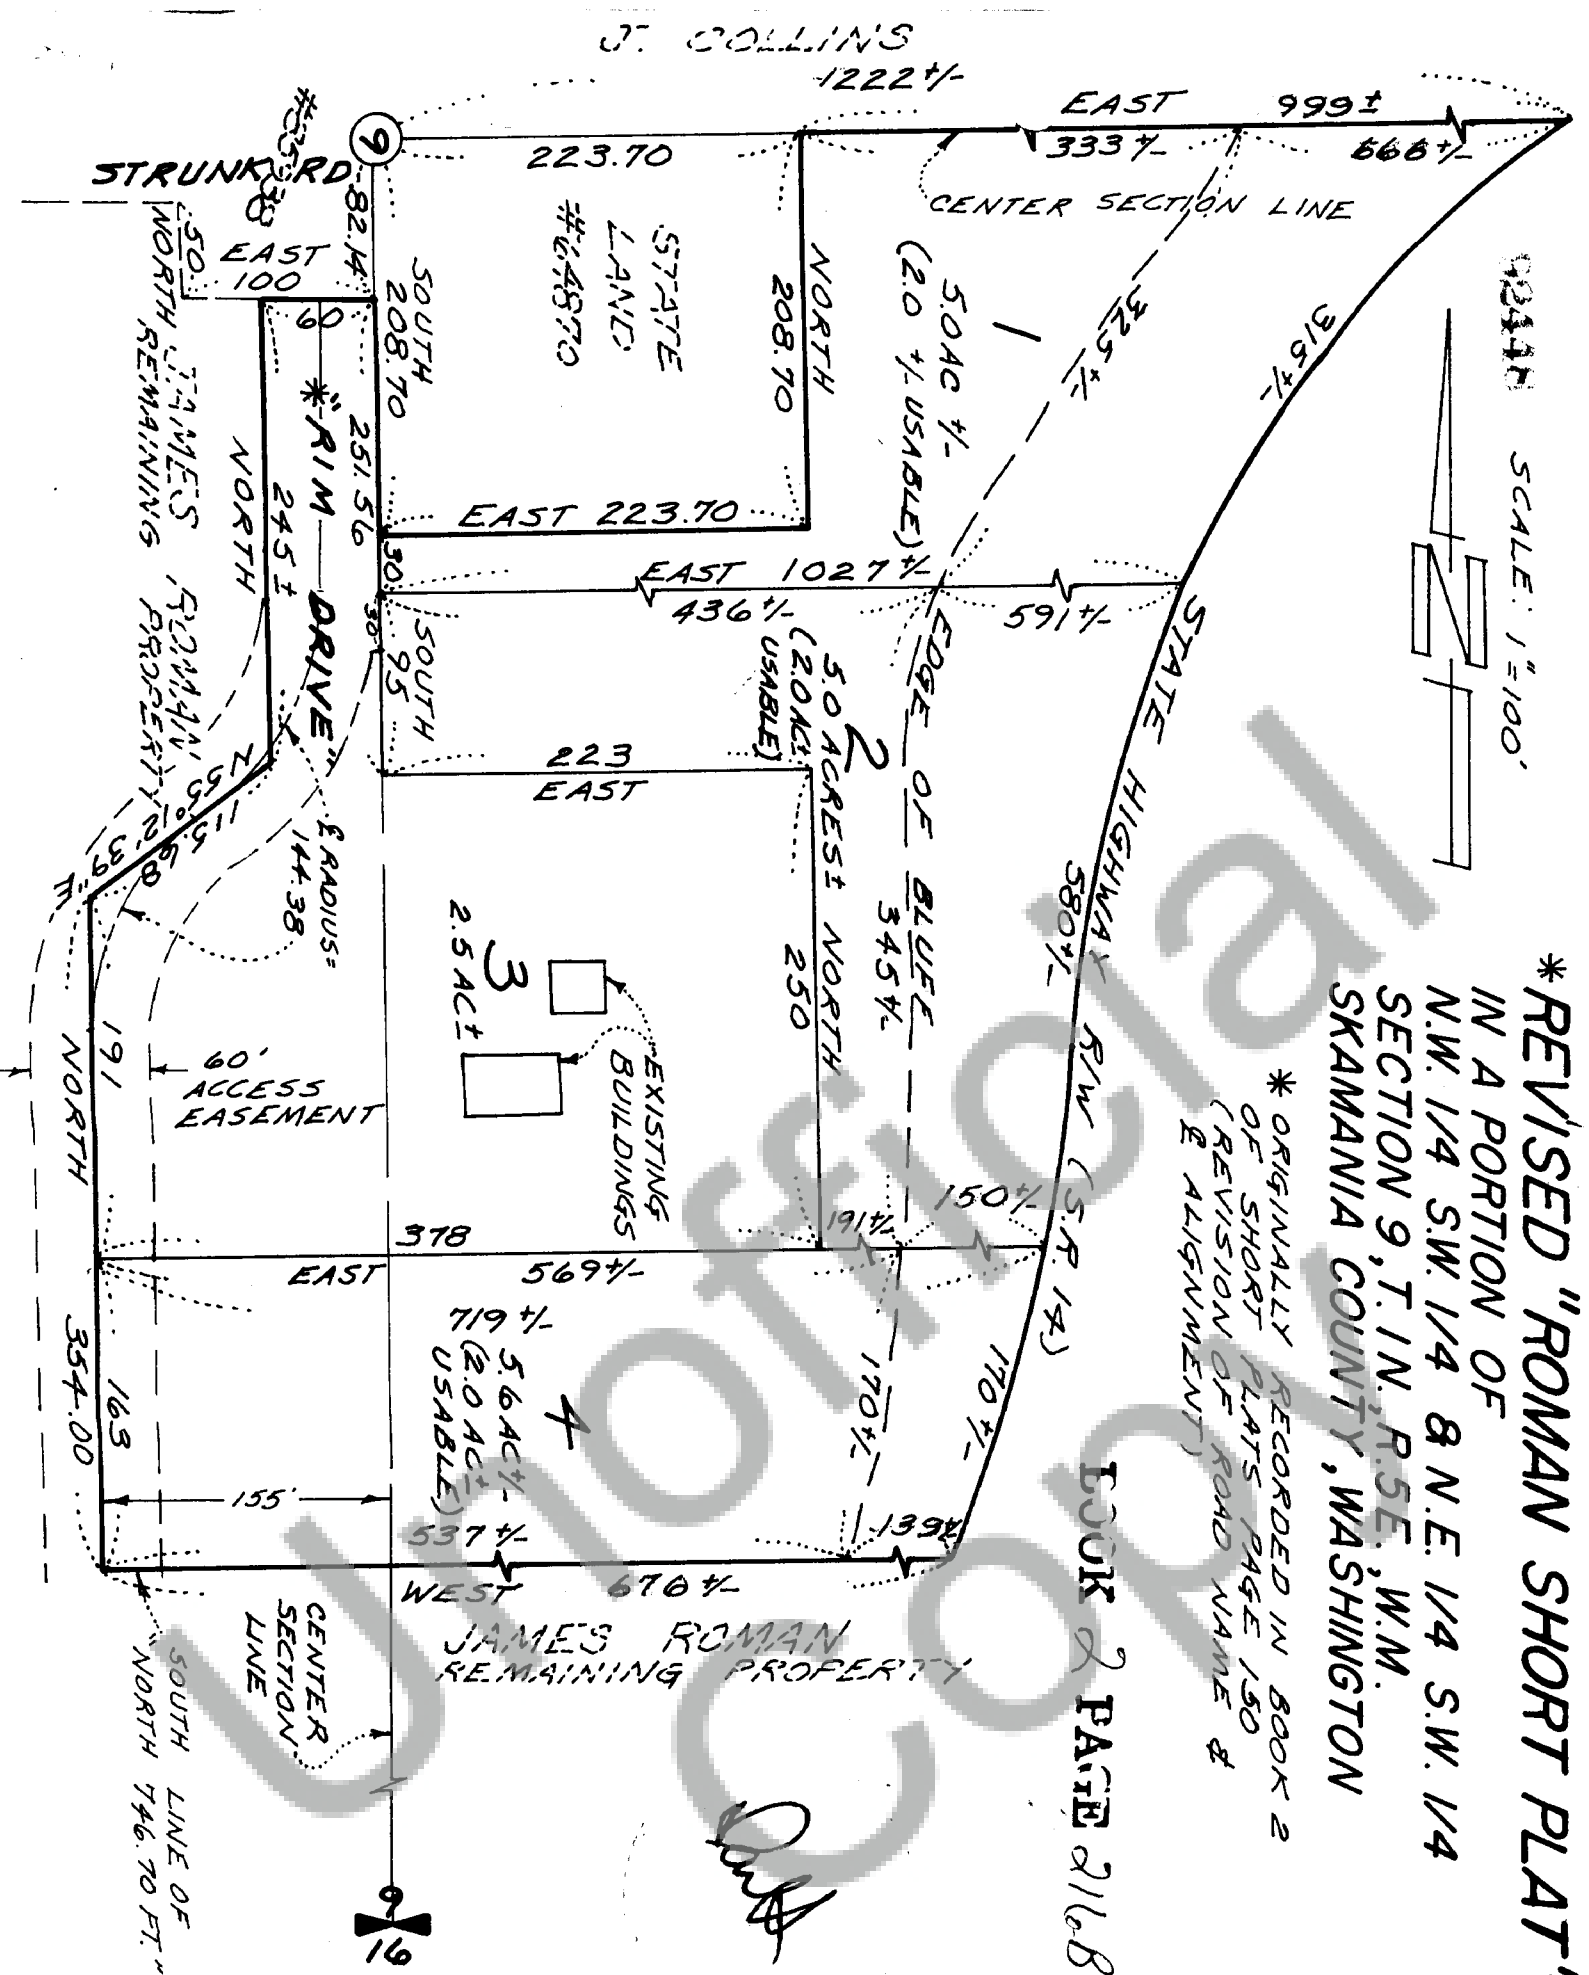 J. COLLINS
1222 +/-
EAST 999 ±
223.70
333 +/-
666 +/-
CENTER SECTION LINE
9
STRUNK RD
82.14
50.
EAST
100
60
NORTH
JAMES ROMAN
REMAINING PROPERTY
STATE
LAND
SOUTH
208.70
NORTH
208.70
1
5.0 AC +/-
(2.0 +/- USABLE)
325 +/-
315 +/-
SCALE: 1"=100'
N
*"RIM DRIVE"
251.56
NORTH
245 ±
EAST 223.70
30
EAST 1027 +/-
436 +/-
591 +/-
30
SOUTH
95
223
EAST
2
5.0 ACRES ±
(2.0 AC ±
USABLE)
EDGE OF BLUFF
345 +/-
STATE HIGHWAY R/W (S.R. 14)
580 +/-
115.68
℄ RADIUS=
144.38
NORTH
250
3
2.5 AC ±
EXISTING
BUILDINGS
191
NORTH
60'
ACCESS
EASEMENT
378
EAST
569 +/-
191 +/-
150 +/-
719 +/-
4
5.6 AC +/-
(2.0 AC ±
USABLE)
170 +/-
170 +/-
163
354.00
155'
537 +/-
139 ±
WEST
676 +/-
JAMES ROMAN
REMAINING PROPERTY
CENTER
SECTION
LINE
SOUTH LINE OF
NORTH 746.70 FT."
9
16
*REVISED "ROMAN SHORT PLAT"
IN A PORTION OF
N.W. 1/4 S.W. 1/4 & N.E. 1/4 S.W. 1/4
SECTION 9, T. 1N., R.5E., W.M.
SKAMANIA COUNTY, WASHINGTON
* ORIGINALLY RECORDED IN BOOK 2
OF SHORT PLATS PAGE 150
(REVISION OF ROAD NAME &
℄ ALIGNMENT)
BOOK 2 PAGE 216B
Unofficial
Copy